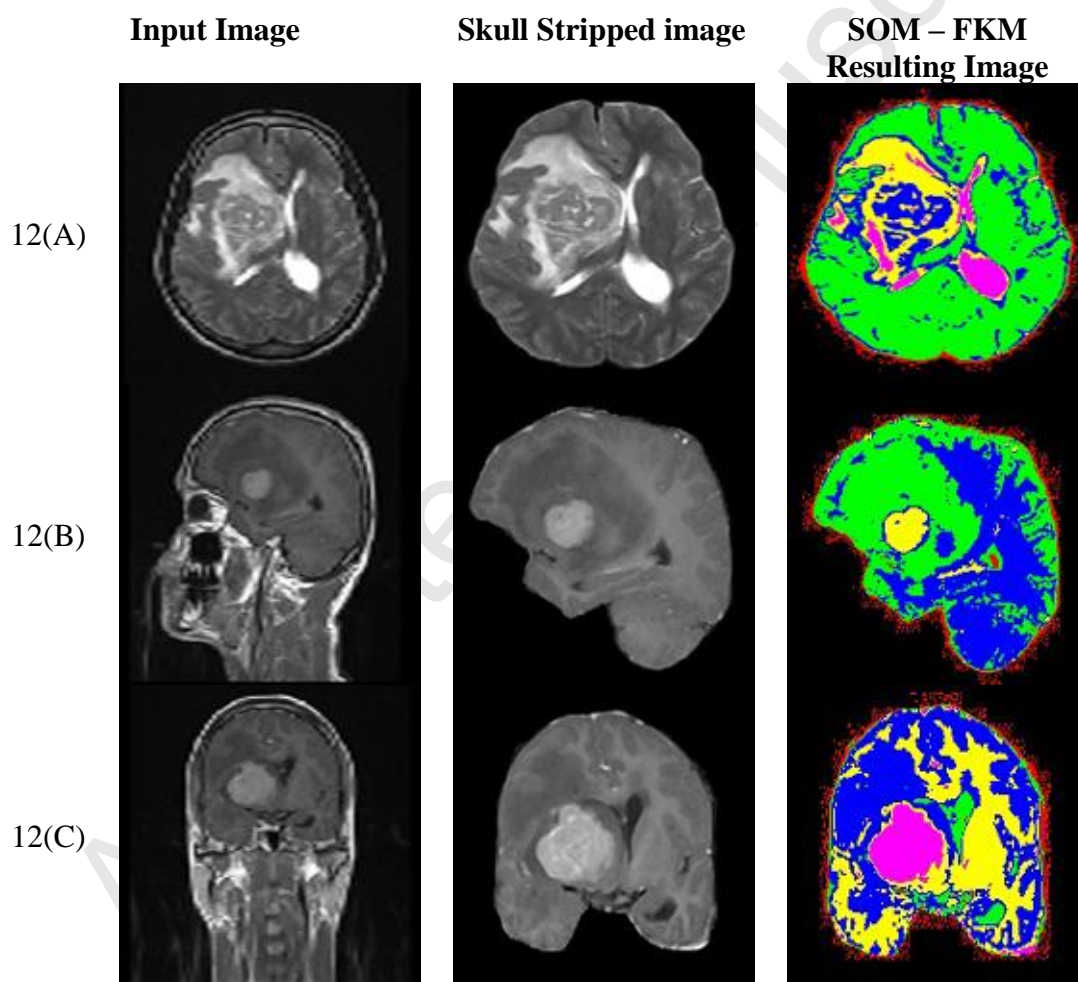 Input Image
Skull Stripped image
SOM – FKM
Resulting Image
12(A)
12(B)
12(C)